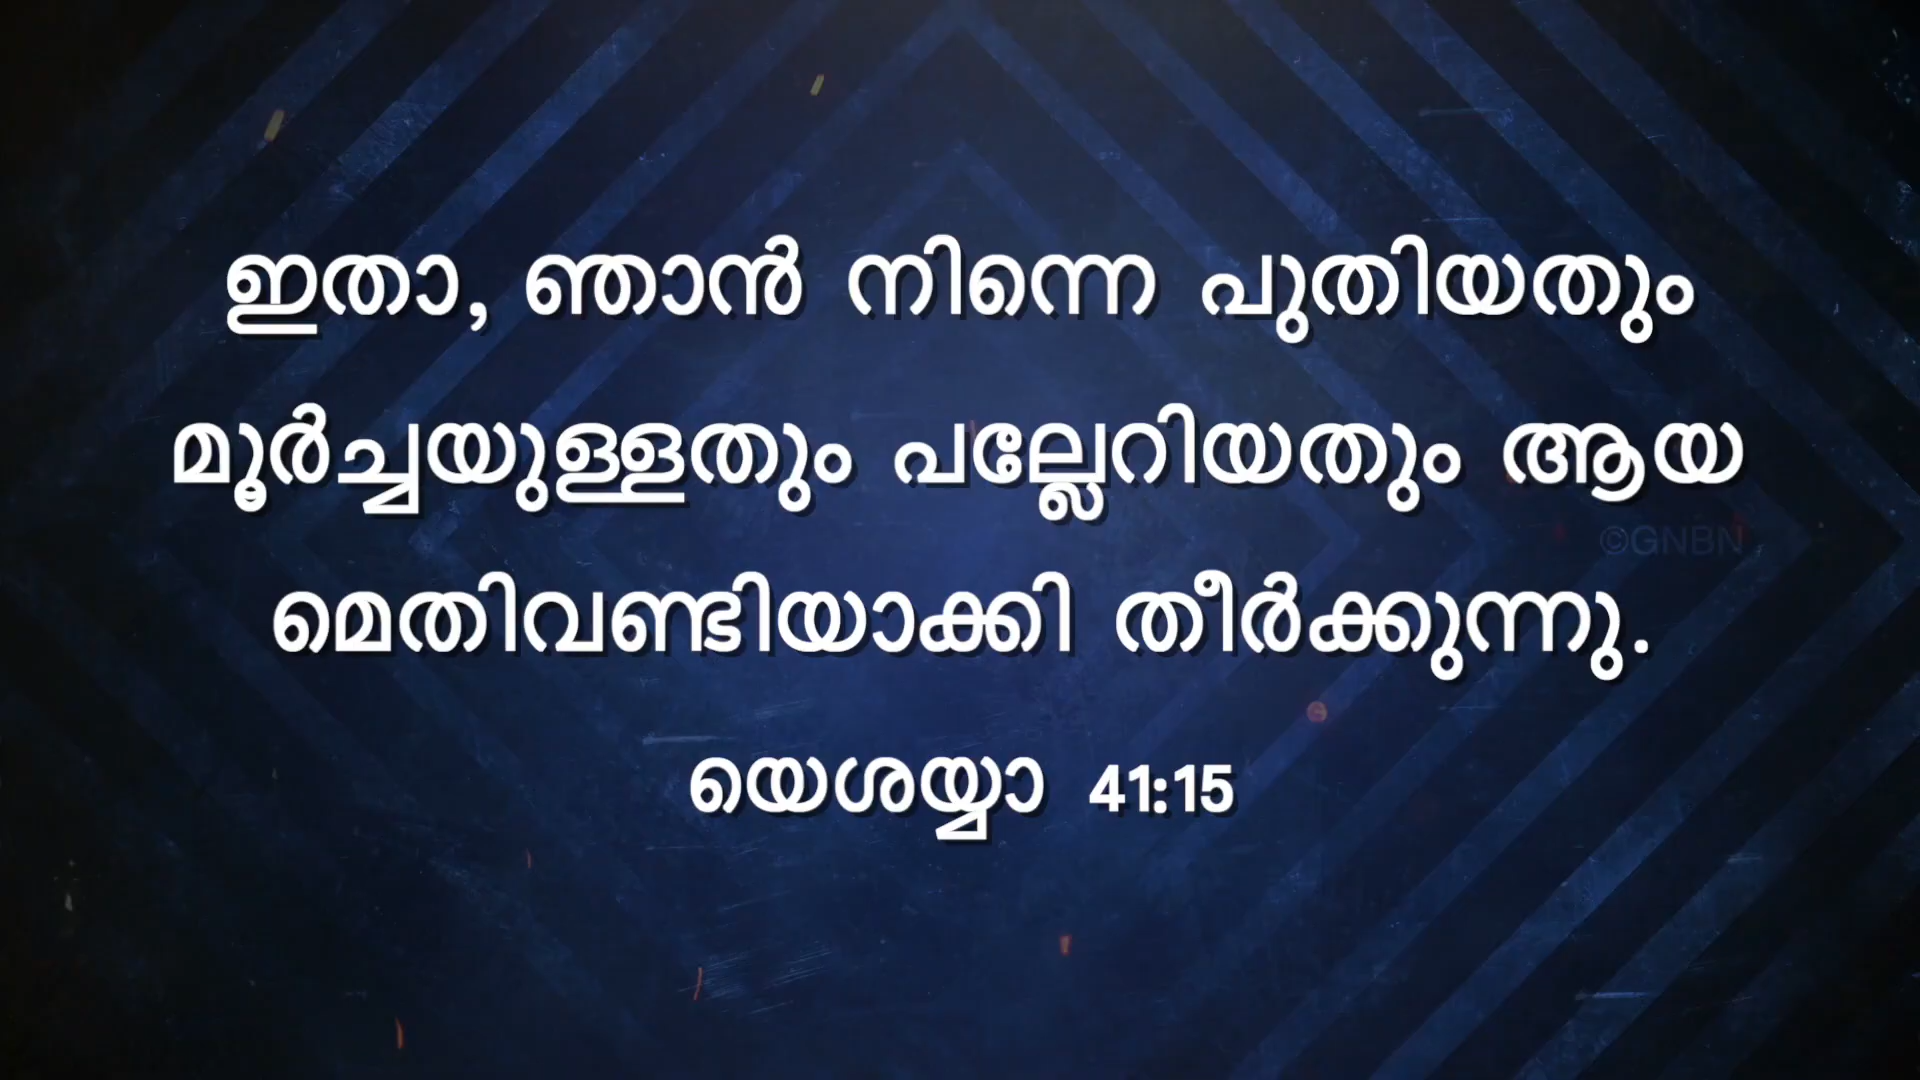 ഇതാ, ഞാൻ നിന്നെ പുതിയതും
മൂർച്ചയുള്ളതും പല്ലേറിയതും ആയ
©GNBN
മെതിവണ്ടിയാക്കി തീർക്കുന്നു.
യെശയ്യാ 41:15